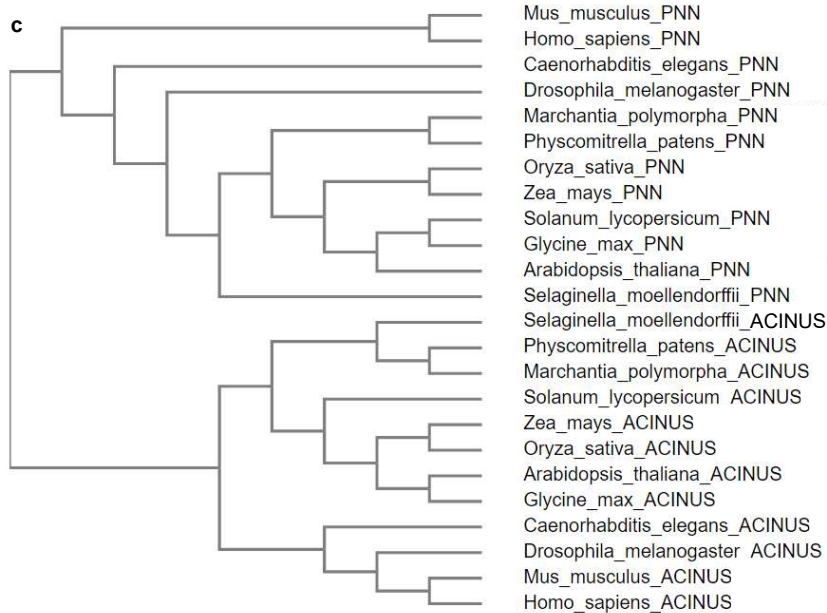 c
Mus_musculus_PNN
Homo_sapiens_PNN
Caenorhabditis_elegans_PNN
Drosophila_melanogaster_PNN
Marchantia_polymorpha_PNN
Physcomitrella_patens_PNN
Oryza_sativa_PNN
Zea_mays_PNN
Solanum_lycopersicum_PNN
Glycine_max_PNN
Arabidopsis_thaliana_PNN
Selaginella_moellendorffii_PNN
Selaginella_moellendorffii_ACINUS
Physcomitrella_patens_ACINUS
Marchantia_polymorpha_ACINUS
Solanum_lycopersicum ACINUS
Zea_mays_ACINUS
Oryza_sativa_ACINUS
Arabidopsis_thaliana_ACINUS
Glycine_max_ACINUS
Caenorhabditis_elegans_ACINUS
Drosophila_melanogaster ACINUS
Mus_musculus_ACINUS
Homo_sapiens_ACINUS